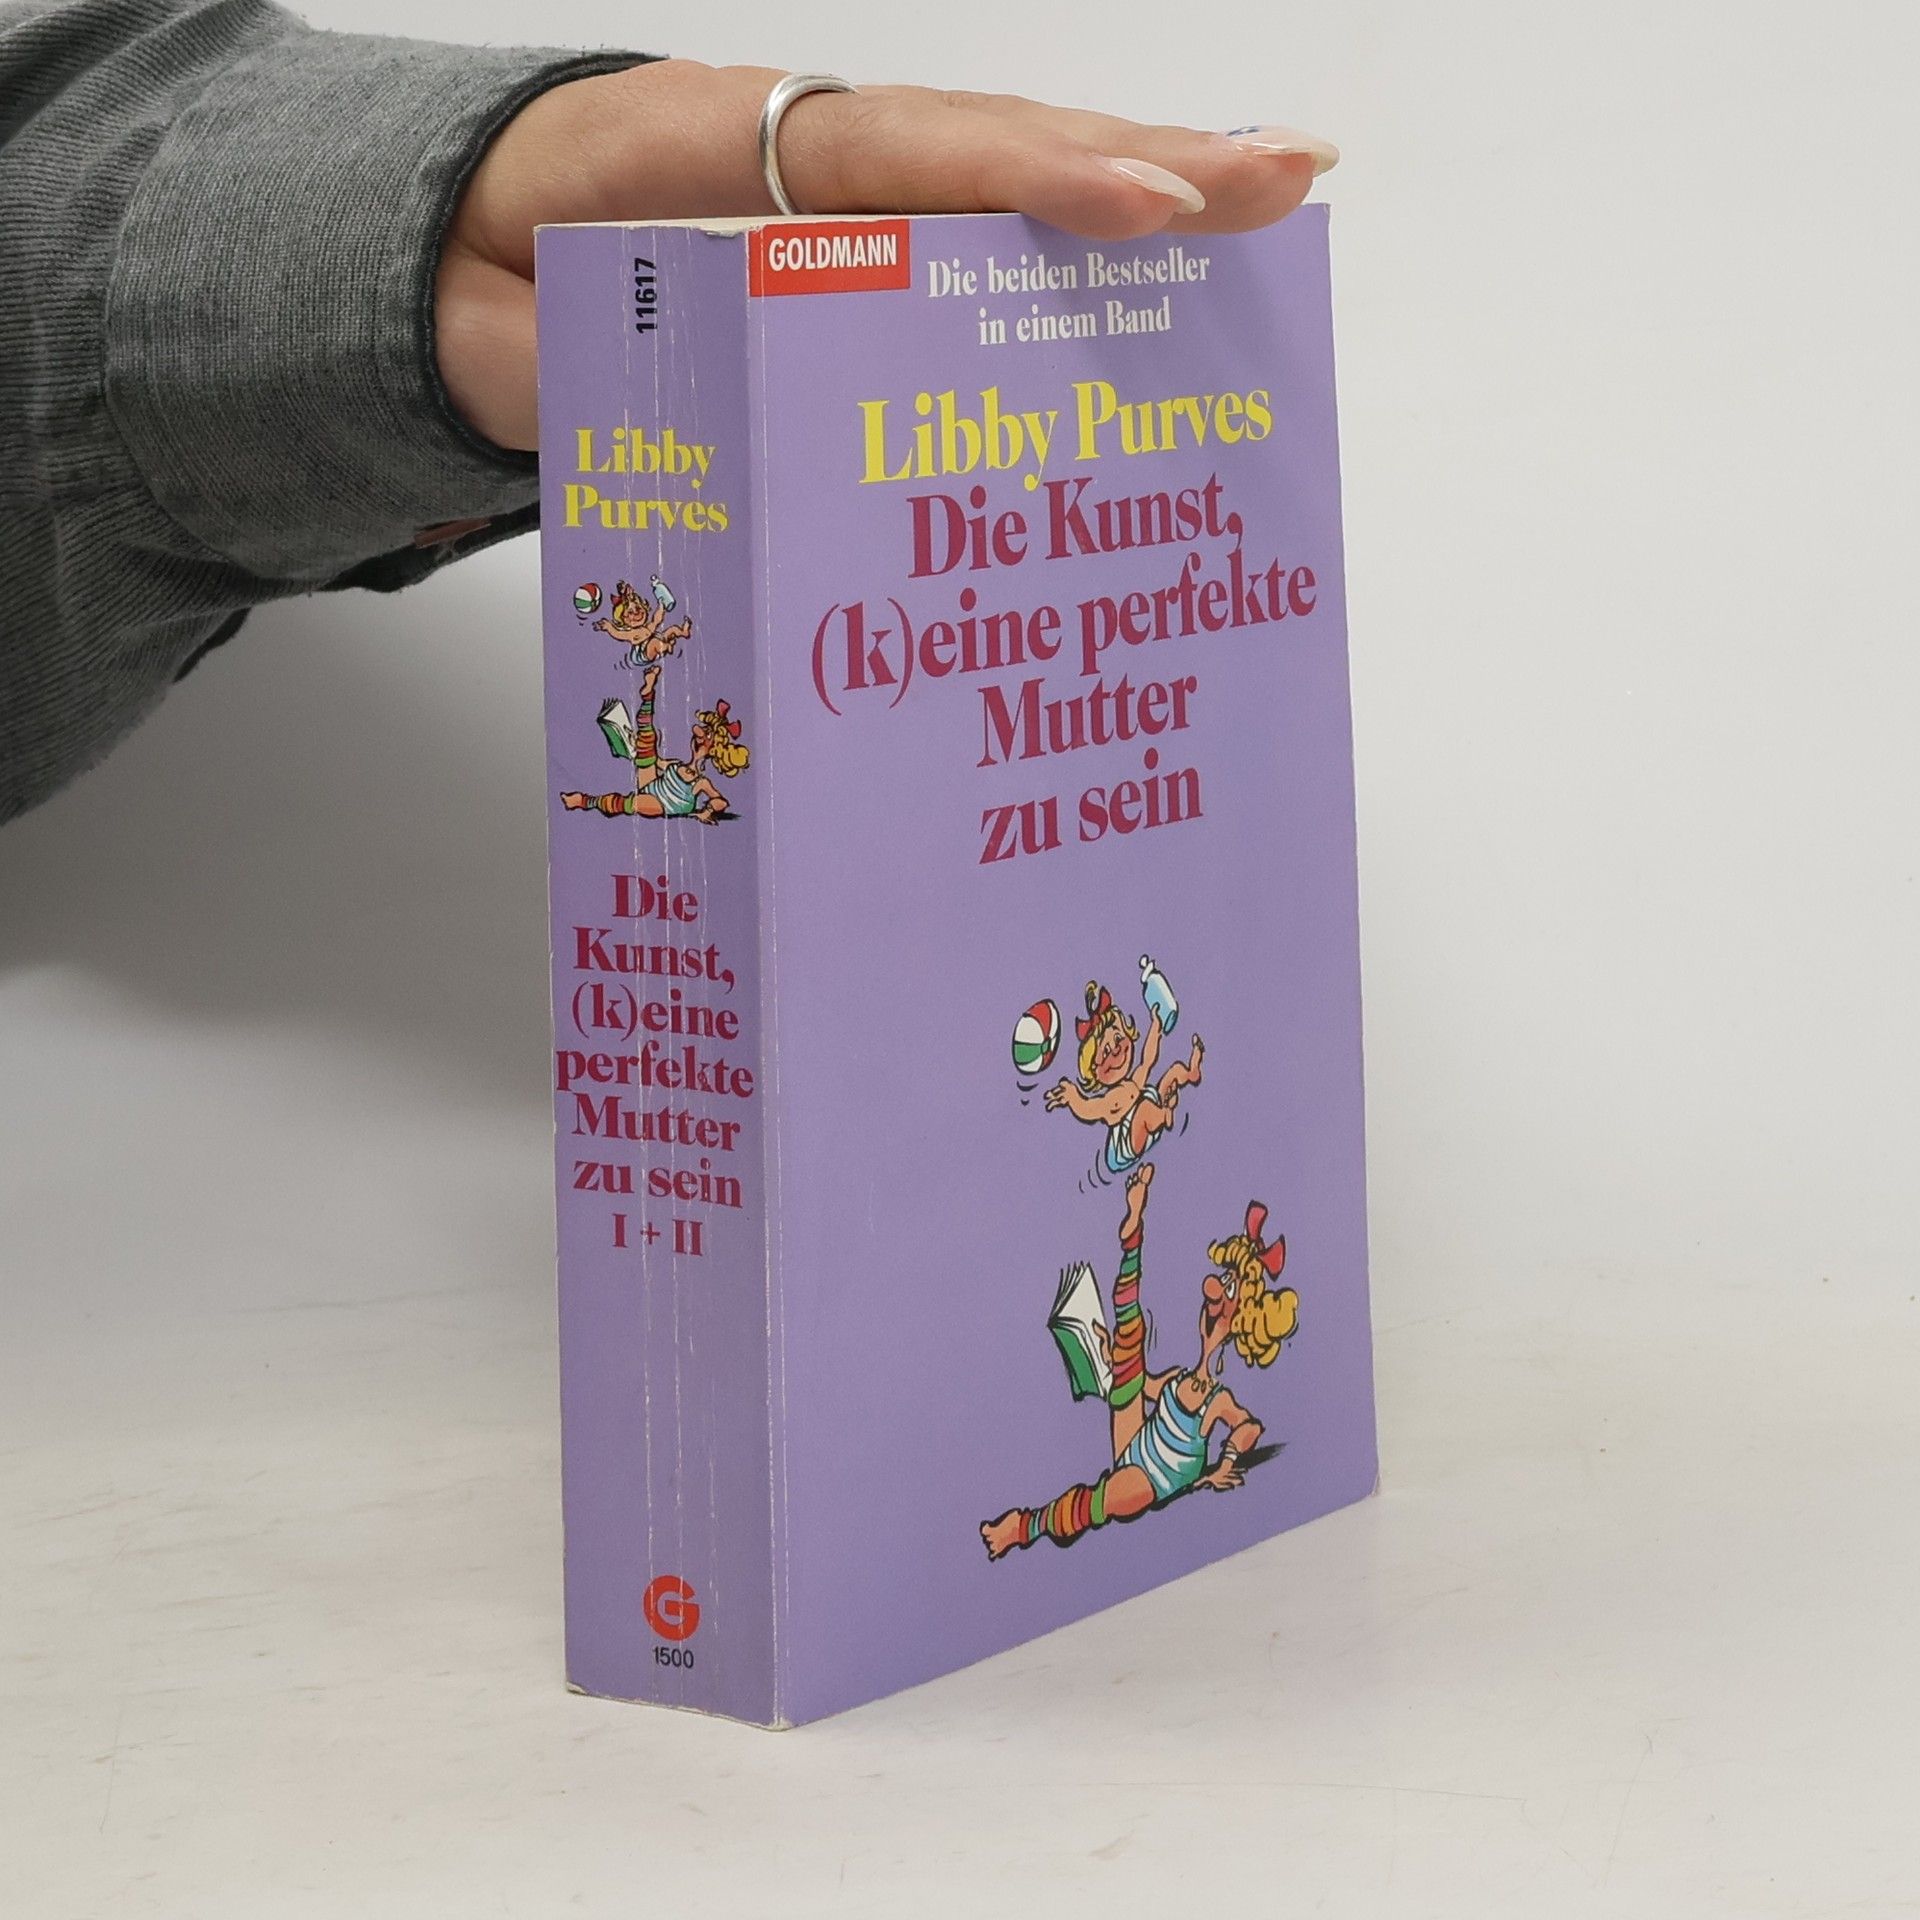 11617
Libby
Purves
Die
Kunst,
(k)eine
perfekte
Mutter
zu sein
I + II
G
1500
GOLDMANN
Die beiden Bestseller
in einem Band
Libby Purves
Die Kunst,
(k)eine perfekte
Mutter
zu sein